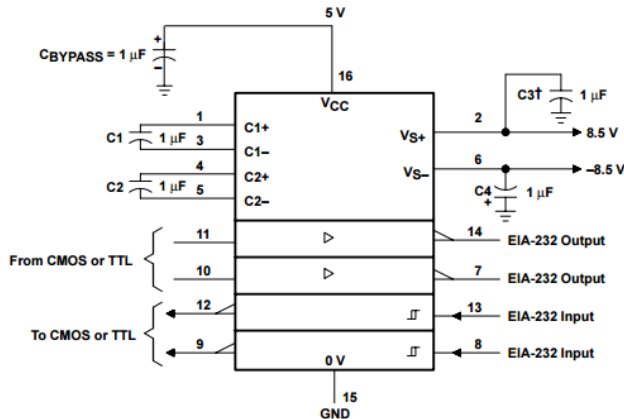 5 V
CBYPASS = 1 µF
+
−
16
VCC
C3†
1 µF
1
C1+
2
VS+
8.5 V
C1
1 µF
3
C1−
4
C2+
6
VS−
−8.5 V
C2
1 µF
5
C2−
C4
+
1 µF
11
14
EIA-232 Output
From CMOS or TTL
10
7
EIA-232 Output
12
13
EIA-232 Input
To CMOS or TTL
9
8
EIA-232 Input
0 V
15
GND